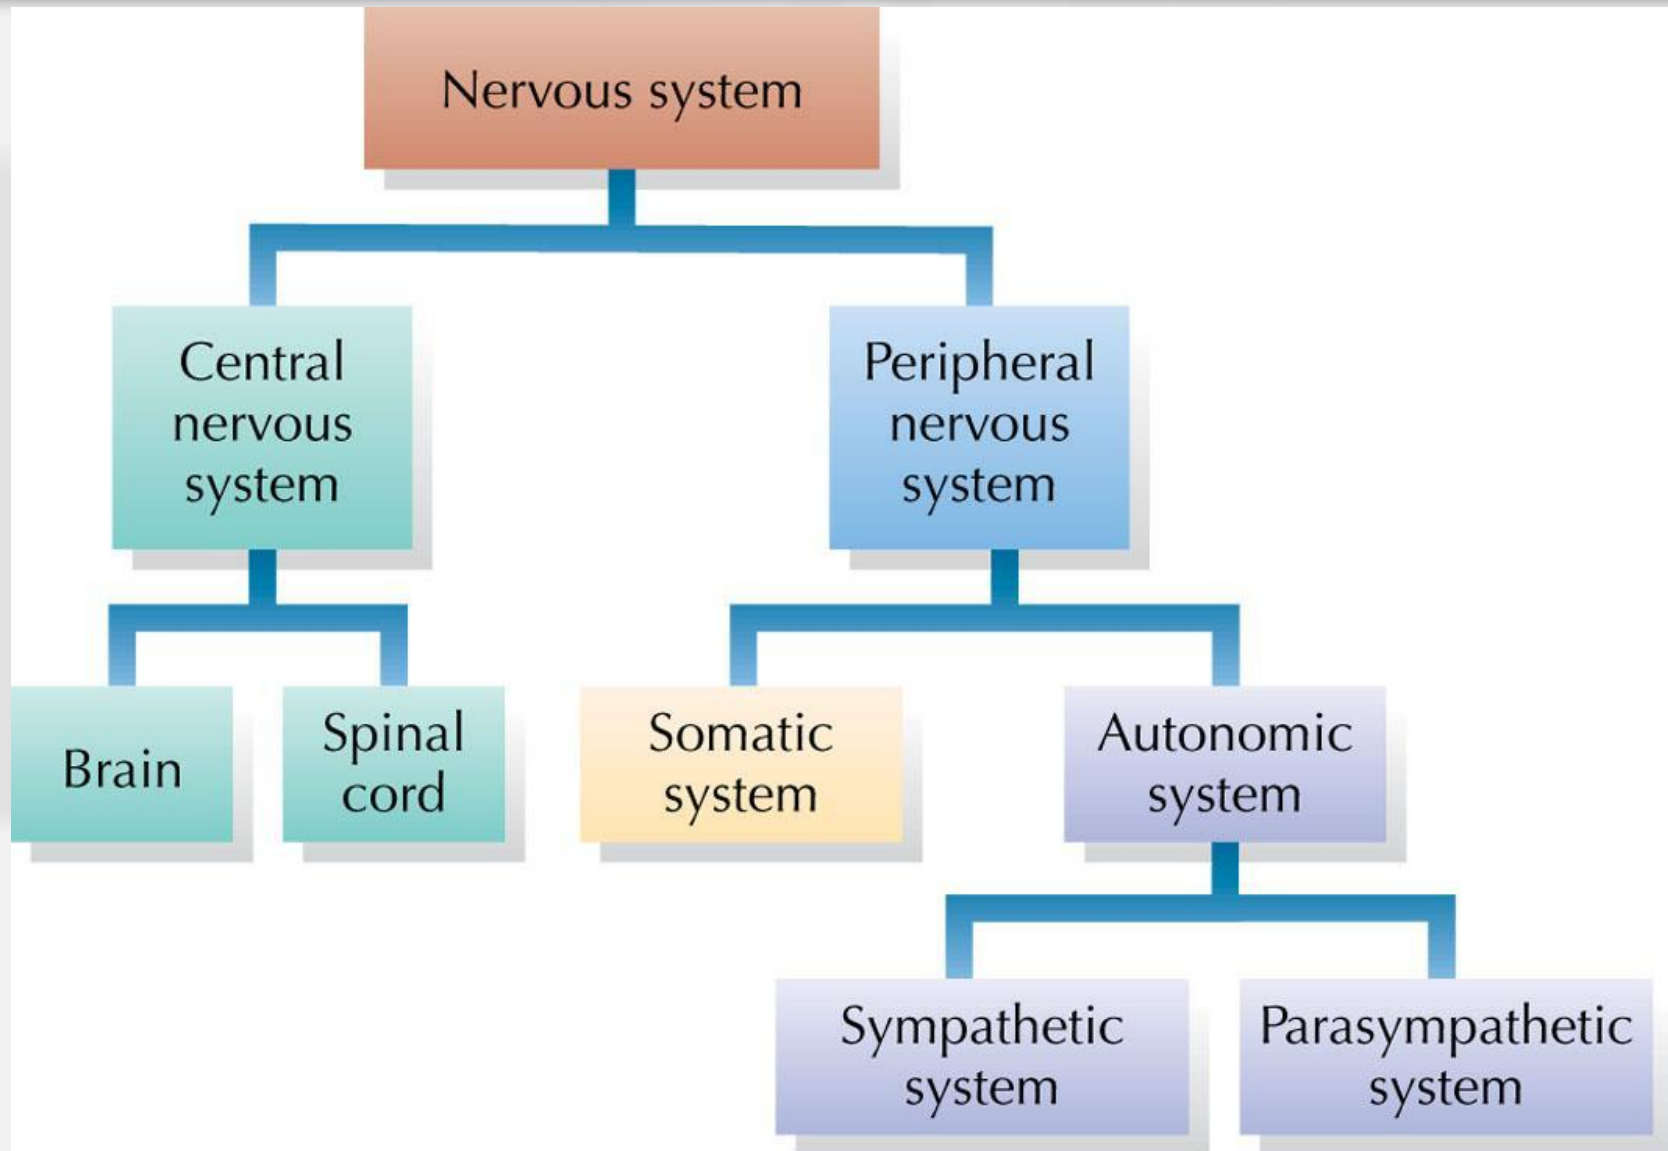 Nervous system
Central
nervous
system
Peripheral
nervous
system
Brain
Spinal
cord
Somatic
system
Autonomic
system
Sympathetic
system
Parasympathetic
system